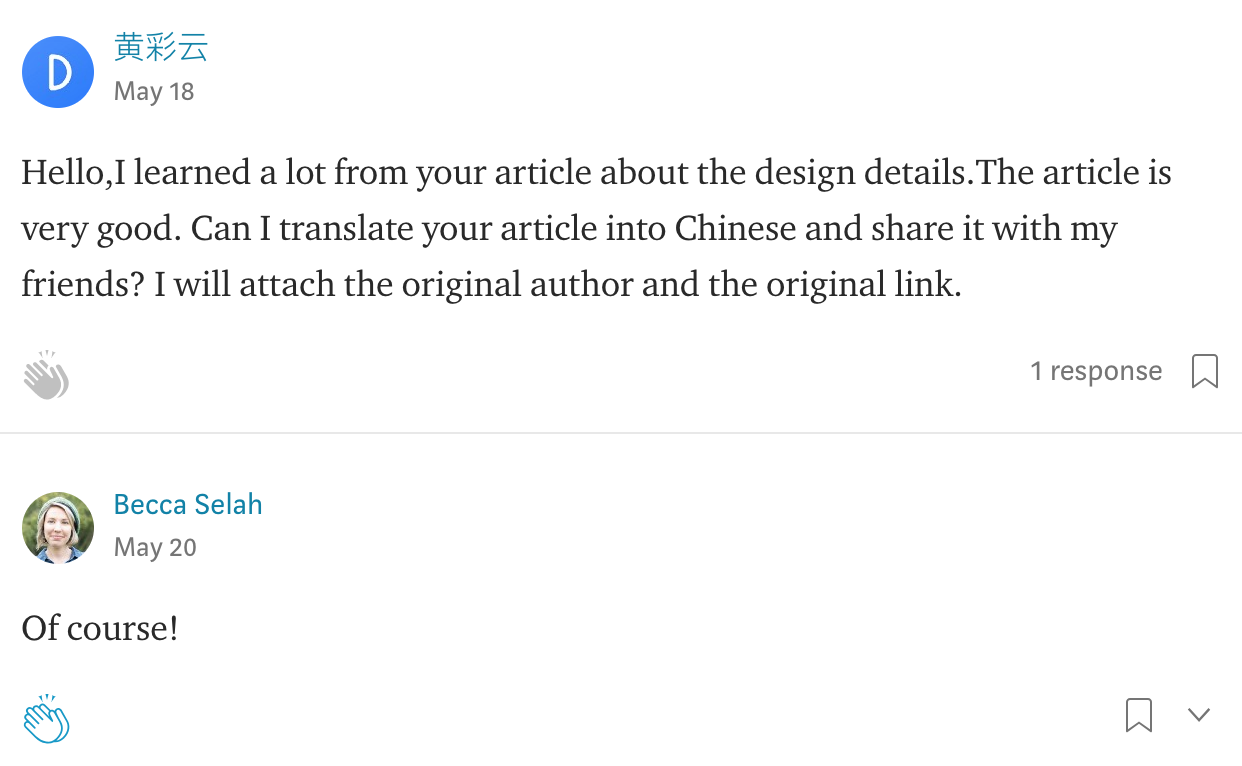 D
黄彩云
May 18
Hello,I learned a lot from your article about the design details.The article is
very good. Can I translate your article into Chinese and share it with my
friends? I will attach the original author and the original link.
1 response
Becca Selah
May 20
Of course!